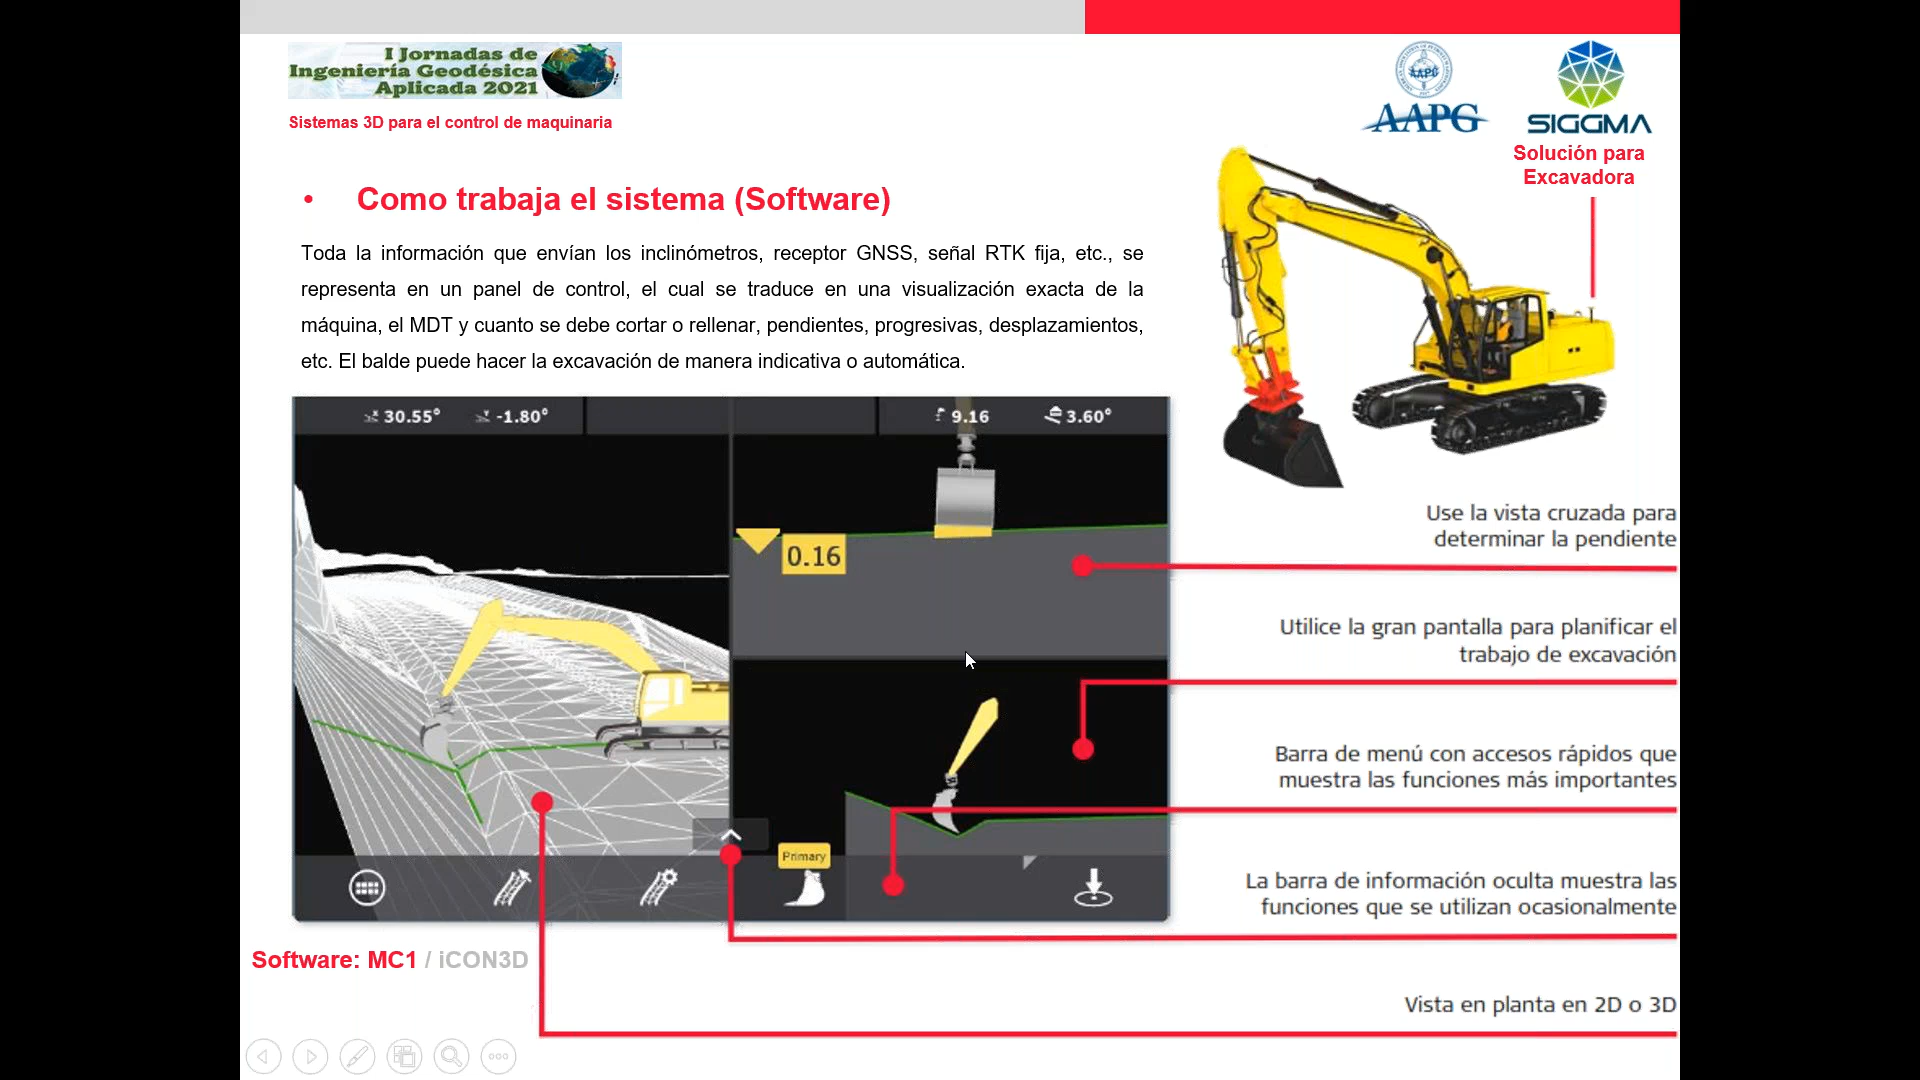 I Jornadas de
Ingeniería Geodésica
Aplicada 2021
Sistemas 3D para el control de maquinaria
AAPG
AAPG
SIGGMA
Solución para
Excavadora
• Como trabaja el sistema (Software)
Toda la información que envían los inclinómetros, receptor GNSS, señal RTK fija, etc., se
representa en un panel de control, el cual se traduce en una visualización exacta de la
máquina, el MDT y cuanto se debe cortar o rellenar, pendientes, progresivas, desplazamientos,
etc. El balde puede hacer la excavación de manera indicativa o automática.
X 30.55° Y -1.80° 9.16 3.60°
0.16
Primary
Use la vista cruzada para
determinar la pendiente
Utilice la gran pantalla para planificar el
trabajo de excavación
Barra de menú con accesos rápidos que
muestra las funciones más importantes
La barra de información oculta muestra las
funciones que se utilizan ocasionalmente
Vista en planta en 2D o 3D
Software: MC1 / iCON3D